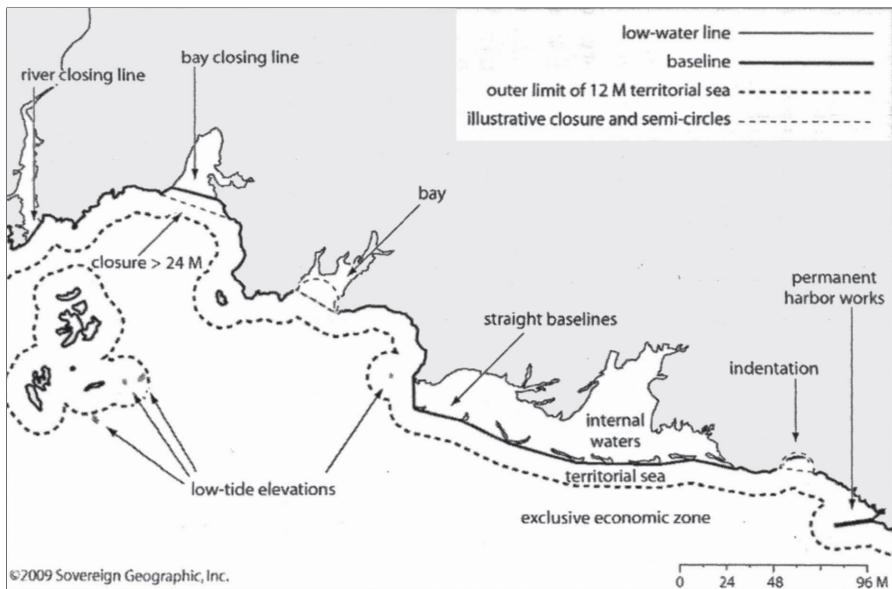 low-water line
baseline
outer limit of 12 M territorial sea
illustrative closure and semi-circles
river closing line
bay closing line
bay
closure > 24 M
permanent
harbor works
straight baselines
indentation
internal
waters
low-tide elevations
territorial sea
exclusive economic zone
©2009 Sovereign Geographic, Inc.
0 24 48 96 M